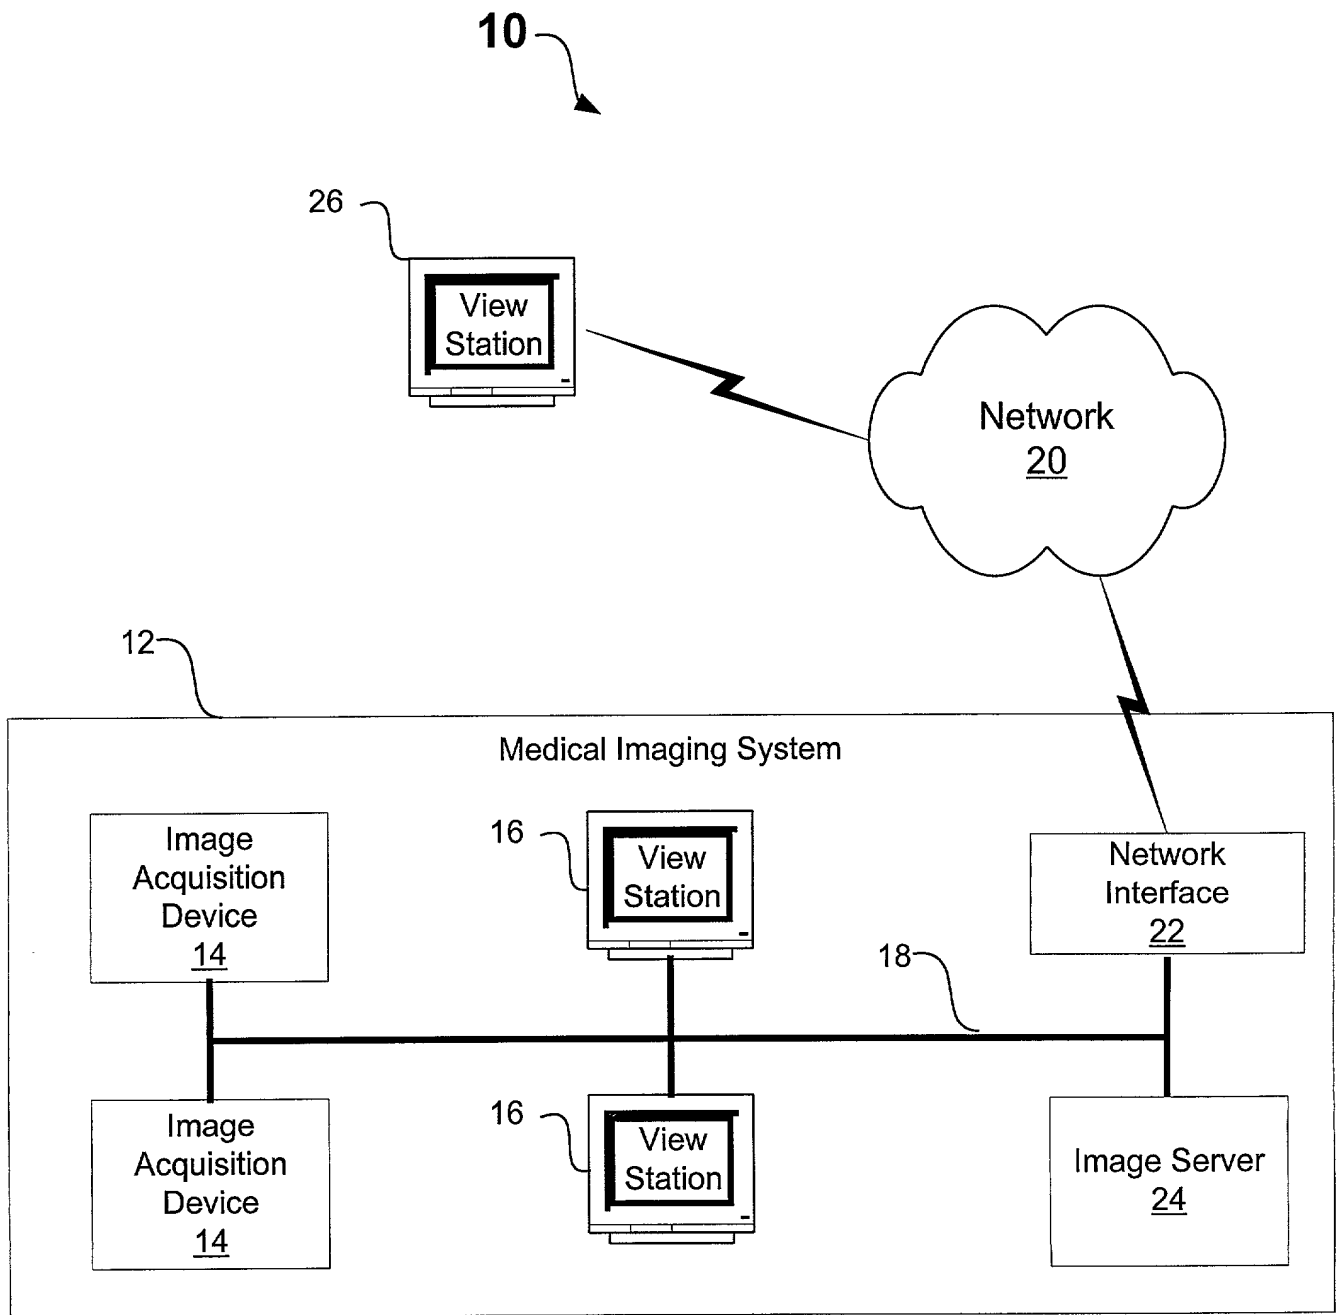 10
26
View
Station
Network
20
12
Medical Imaging System
Image
Acquisition
Device
14
16
View
Station
Network
Interface
22
18
Image
Acquisition
Device
14
16
View
Station
Image Server
24